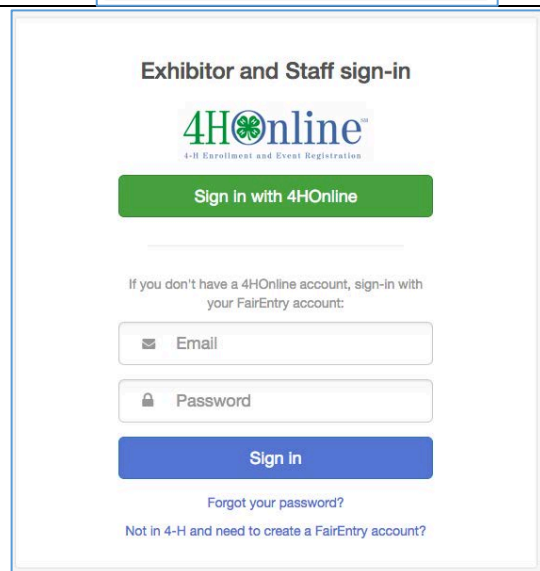 Exhibitor and Staff sign-in
4HOnline
4-H Enrollment and Event Registration
Sign in with 4HOnline
If you don't have a 4HOnline account, sign-in with
your FairEntry account:
Email
Password
Sign in
Forgot your password?
Not in 4-H and need to create a FairEntry account?